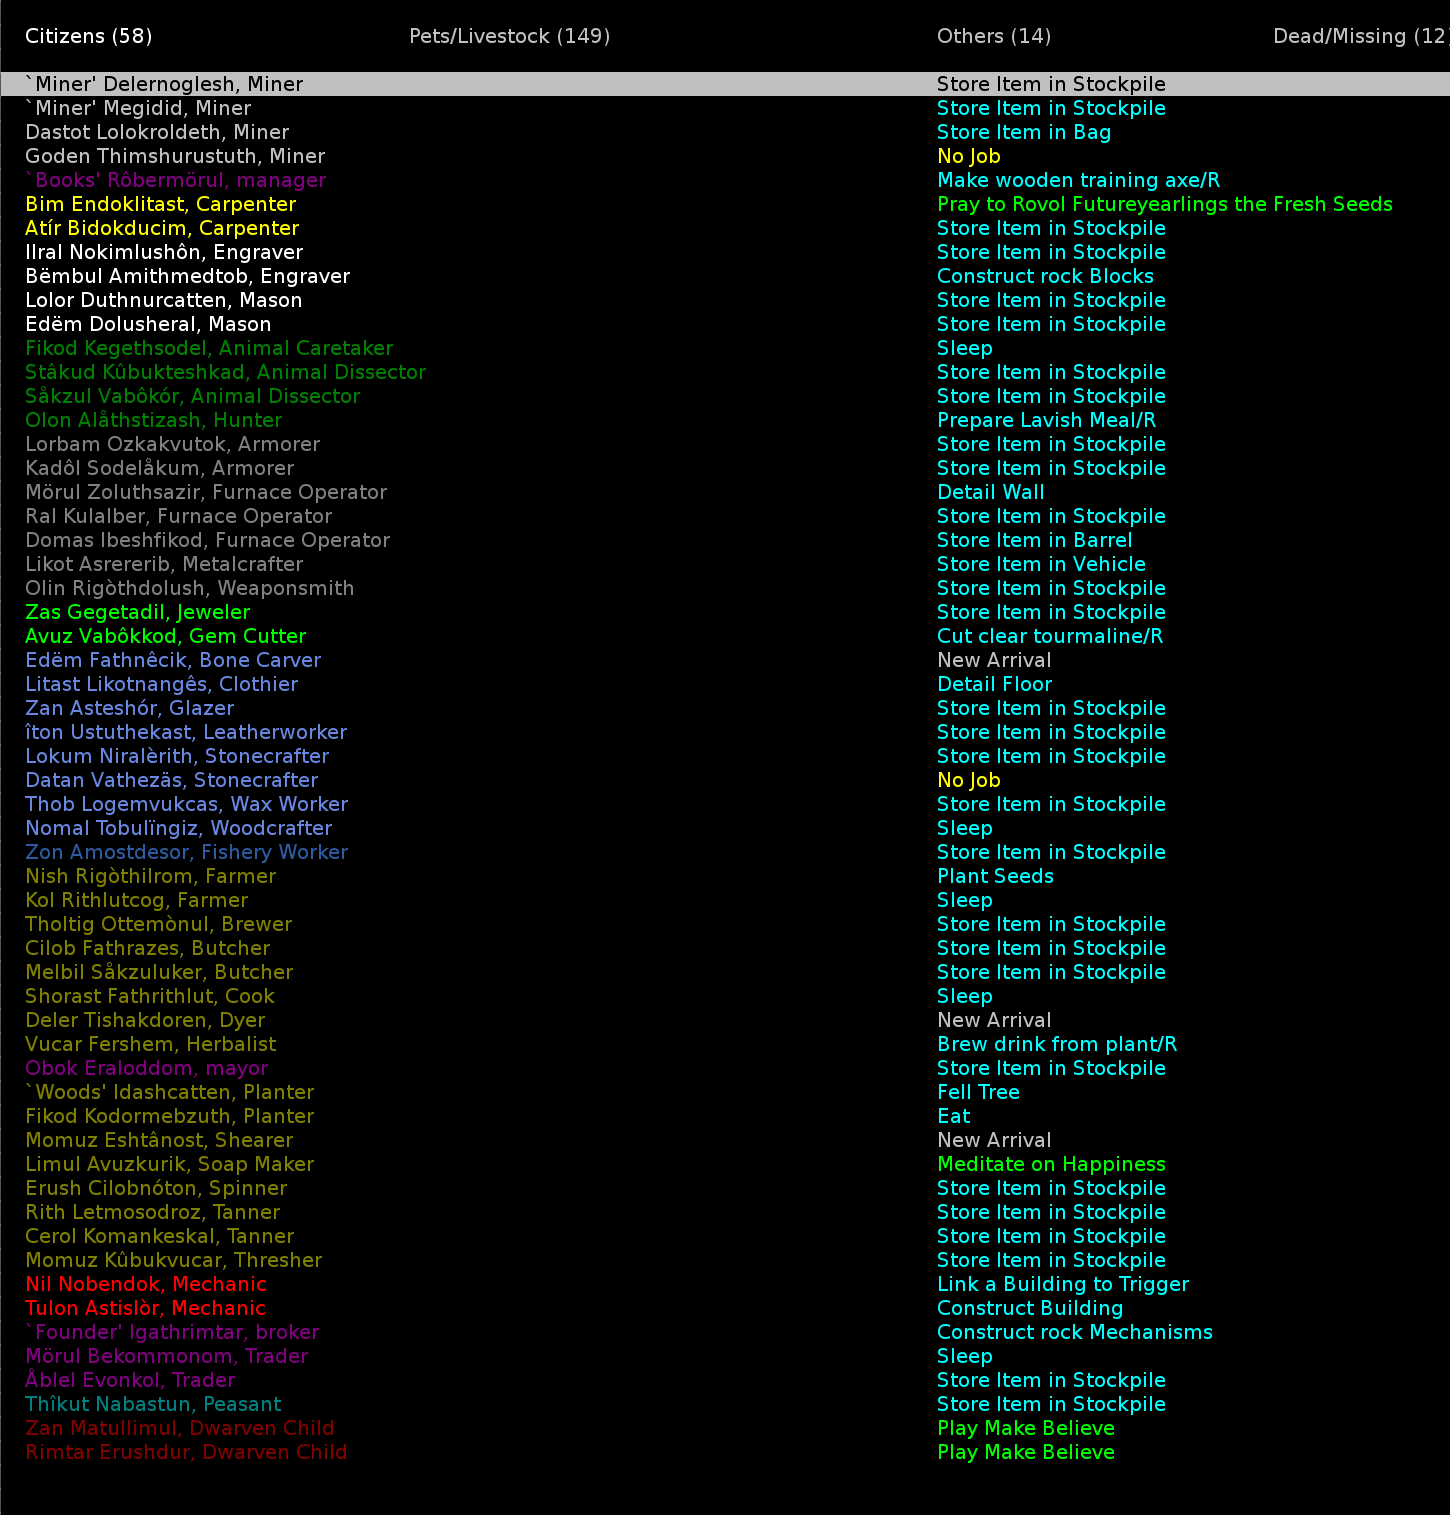 Citizens (58) Pets/Livestock (149) Others (14) Dead/Missing (12
`Miner' Delernoglesh, Miner Store Item in Stockpile
`Miner' Megidid, Miner Store Item in Stockpile
Dastot Lolokroldeth, Miner Store Item in Bag
Goden Thimshurustuth, Miner No Job
`Books' Rôbermörul, manager Make wooden training axe/R
Bim Endoklitast, Carpenter Pray to Rovol Futureyearlings the Fresh Seeds
Atír Bidokducim, Carpenter Store Item in Stockpile
Ilral Nokimlushôn, Engraver Store Item in Stockpile
Bëmbul Amithmedtob, Engraver Construct rock Blocks
Lolor Duthnurcatten, Mason Store Item in Stockpile
Edëm Dolusheral, Mason Store Item in Stockpile
Fikod Kegethsodel, Animal Caretaker Sleep
Stâkud Kûbukteshkad, Animal Dissector Store Item in Stockpile
Såkzul Vabôkór, Animal Dissector Store Item in Stockpile
Olon Alåthstizash, Hunter Prepare Lavish Meal/R
Lorbam Ozkakvutok, Armorer Store Item in Stockpile
Kadôl Sodelåkum, Armorer Store Item in Stockpile
Mörul Zoluthsazir, Furnace Operator Detail Wall
Ral Kulalber, Furnace Operator Store Item in Stockpile
Domas Ibeshfikod, Furnace Operator Store Item in Barrel
Likot Asrererib, Metalcrafter Store Item in Vehicle
Olin Rigòthdolush, Weaponsmith Store Item in Stockpile
Zas Gegetadil, Jeweler Store Item in Stockpile
Avuz Vabôkkod, Gem Cutter Cut clear tourmaline/R
Edëm Fathnêcik, Bone Carver New Arrival
Litast Likotnangês, Clothier Detail Floor
Zan Asteshór, Glazer Store Item in Stockpile
îton Ustuthekast, Leatherworker Store Item in Stockpile
Lokum Niralèrith, Stonecrafter Store Item in Stockpile
Datan Vathezäs, Stonecrafter No Job
Thob Logemvukcas, Wax Worker Store Item in Stockpile
Nomal Tobulïngiz, Woodcrafter Sleep
Zon Amostdesor, Fishery Worker Store Item in Stockpile
Nish Rigòthilrom, Farmer Plant Seeds
Kol Rithlutcog, Farmer Sleep
Tholtig Ottemònul, Brewer Store Item in Stockpile
Cilob Fathrazes, Butcher Store Item in Stockpile
Melbil Såkzuluker, Butcher Store Item in Stockpile
Shorast Fathrithlut, Cook Sleep
Deler Tishakdoren, Dyer New Arrival
Vucar Fershem, Herbalist Brew drink from plant/R
Obok Eraloddom, mayor Store Item in Stockpile
`Woods' Idashcatten, Planter Fell Tree
Fikod Kodormebzuth, Planter Eat
Momuz Eshtânost, Shearer New Arrival
Limul Avuzkurik, Soap Maker Meditate on Happiness
Erush Cilobnóton, Spinner Store Item in Stockpile
Rith Letmosodroz, Tanner Store Item in Stockpile
Cerol Komankeskal, Tanner Store Item in Stockpile
Momuz Kûbukvucar, Thresher Store Item in Stockpile
Nil Nobendok, Mechanic Link a Building to Trigger
Tulon Astislòr, Mechanic Construct Building
`Founder' Igathrimtar, broker Construct rock Mechanisms
Mörul Bekommonom, Trader Sleep
Åblel Evonkol, Trader Store Item in Stockpile
Thîkut Nabastun, Peasant Store Item in Stockpile
Zan Matullimul, Dwarven Child Play Make Believe
Rimtar Erushdur, Dwarven Child Play Make Believe